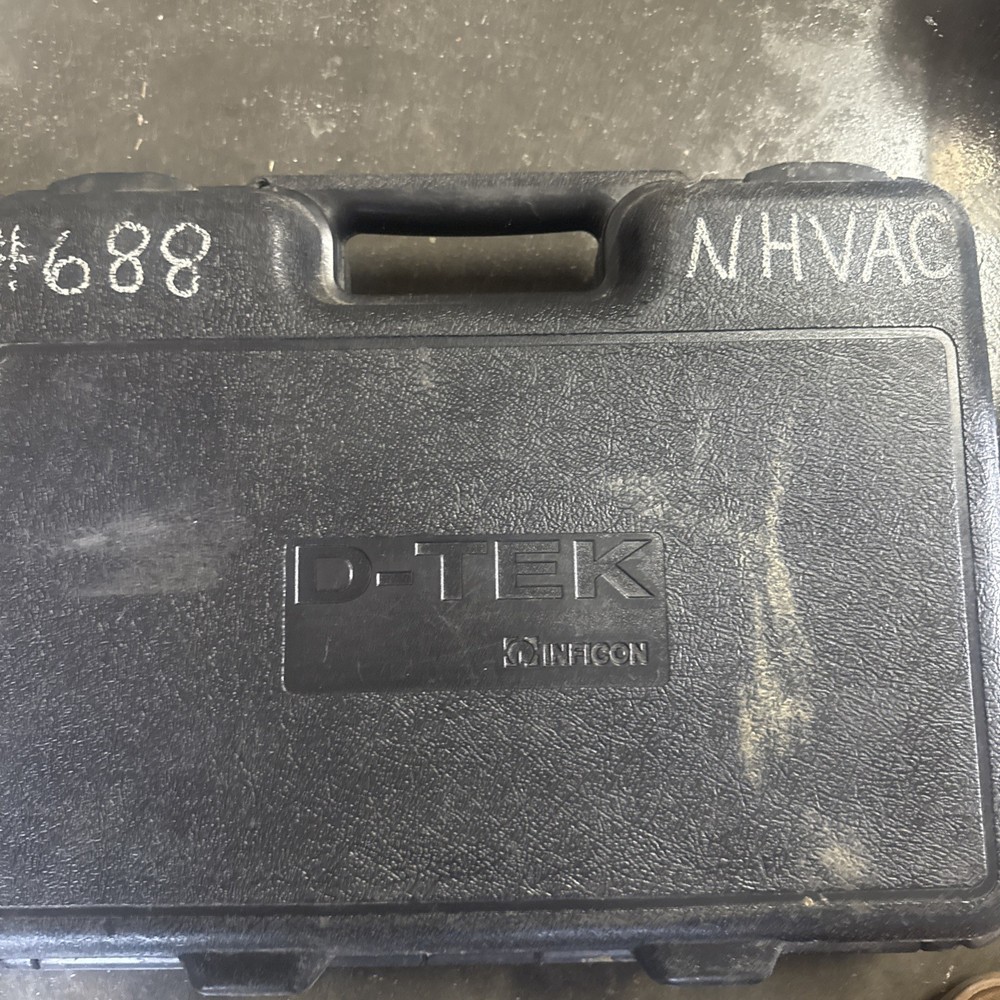 #688
NHVAC
D-TEK
INFICON